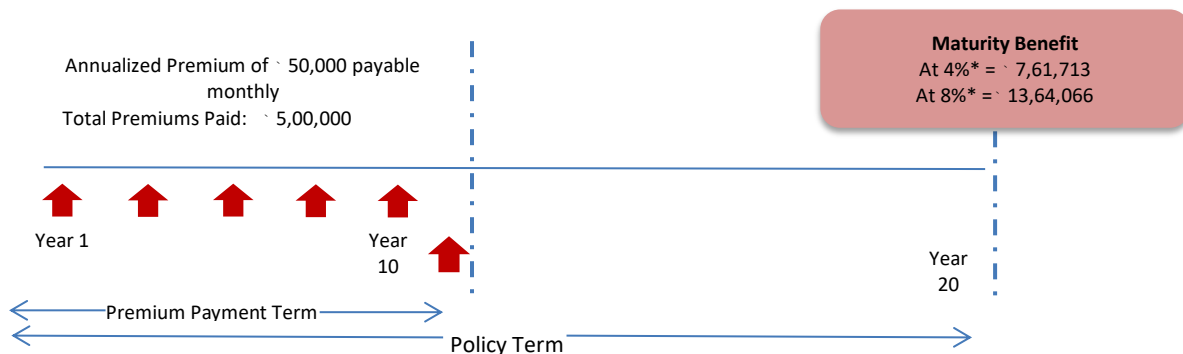 Annualized Premium of ` 50,000 payable
monthly
Total Premiums Paid: ` 5,00,000
Maturity Benefit
At 4%* = ` 7,61,713
At 8%* = ` 13,64,066
Year 1
Year
10
Year
20
Premium Payment Term
Policy Term